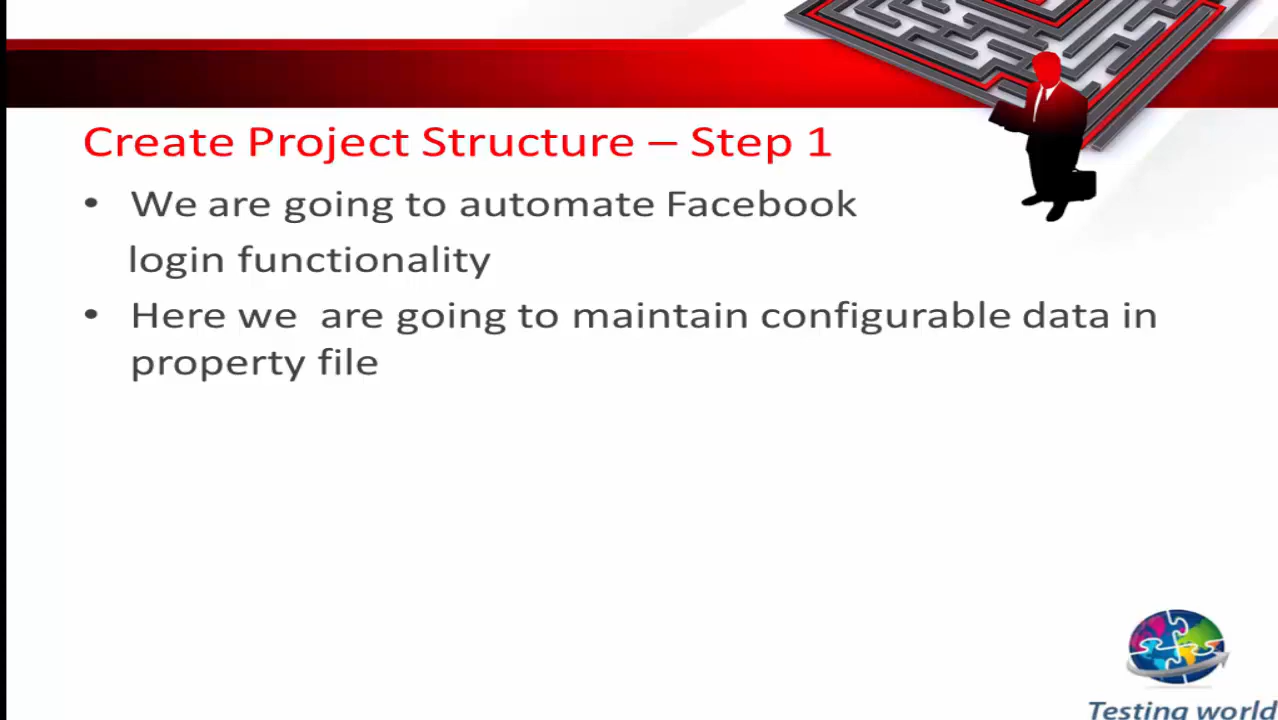 Create Project Structure – Step 1
• We are going to automate Facebook
login functionality
• Here we  are going to maintain configurable data in
property file
Testing world